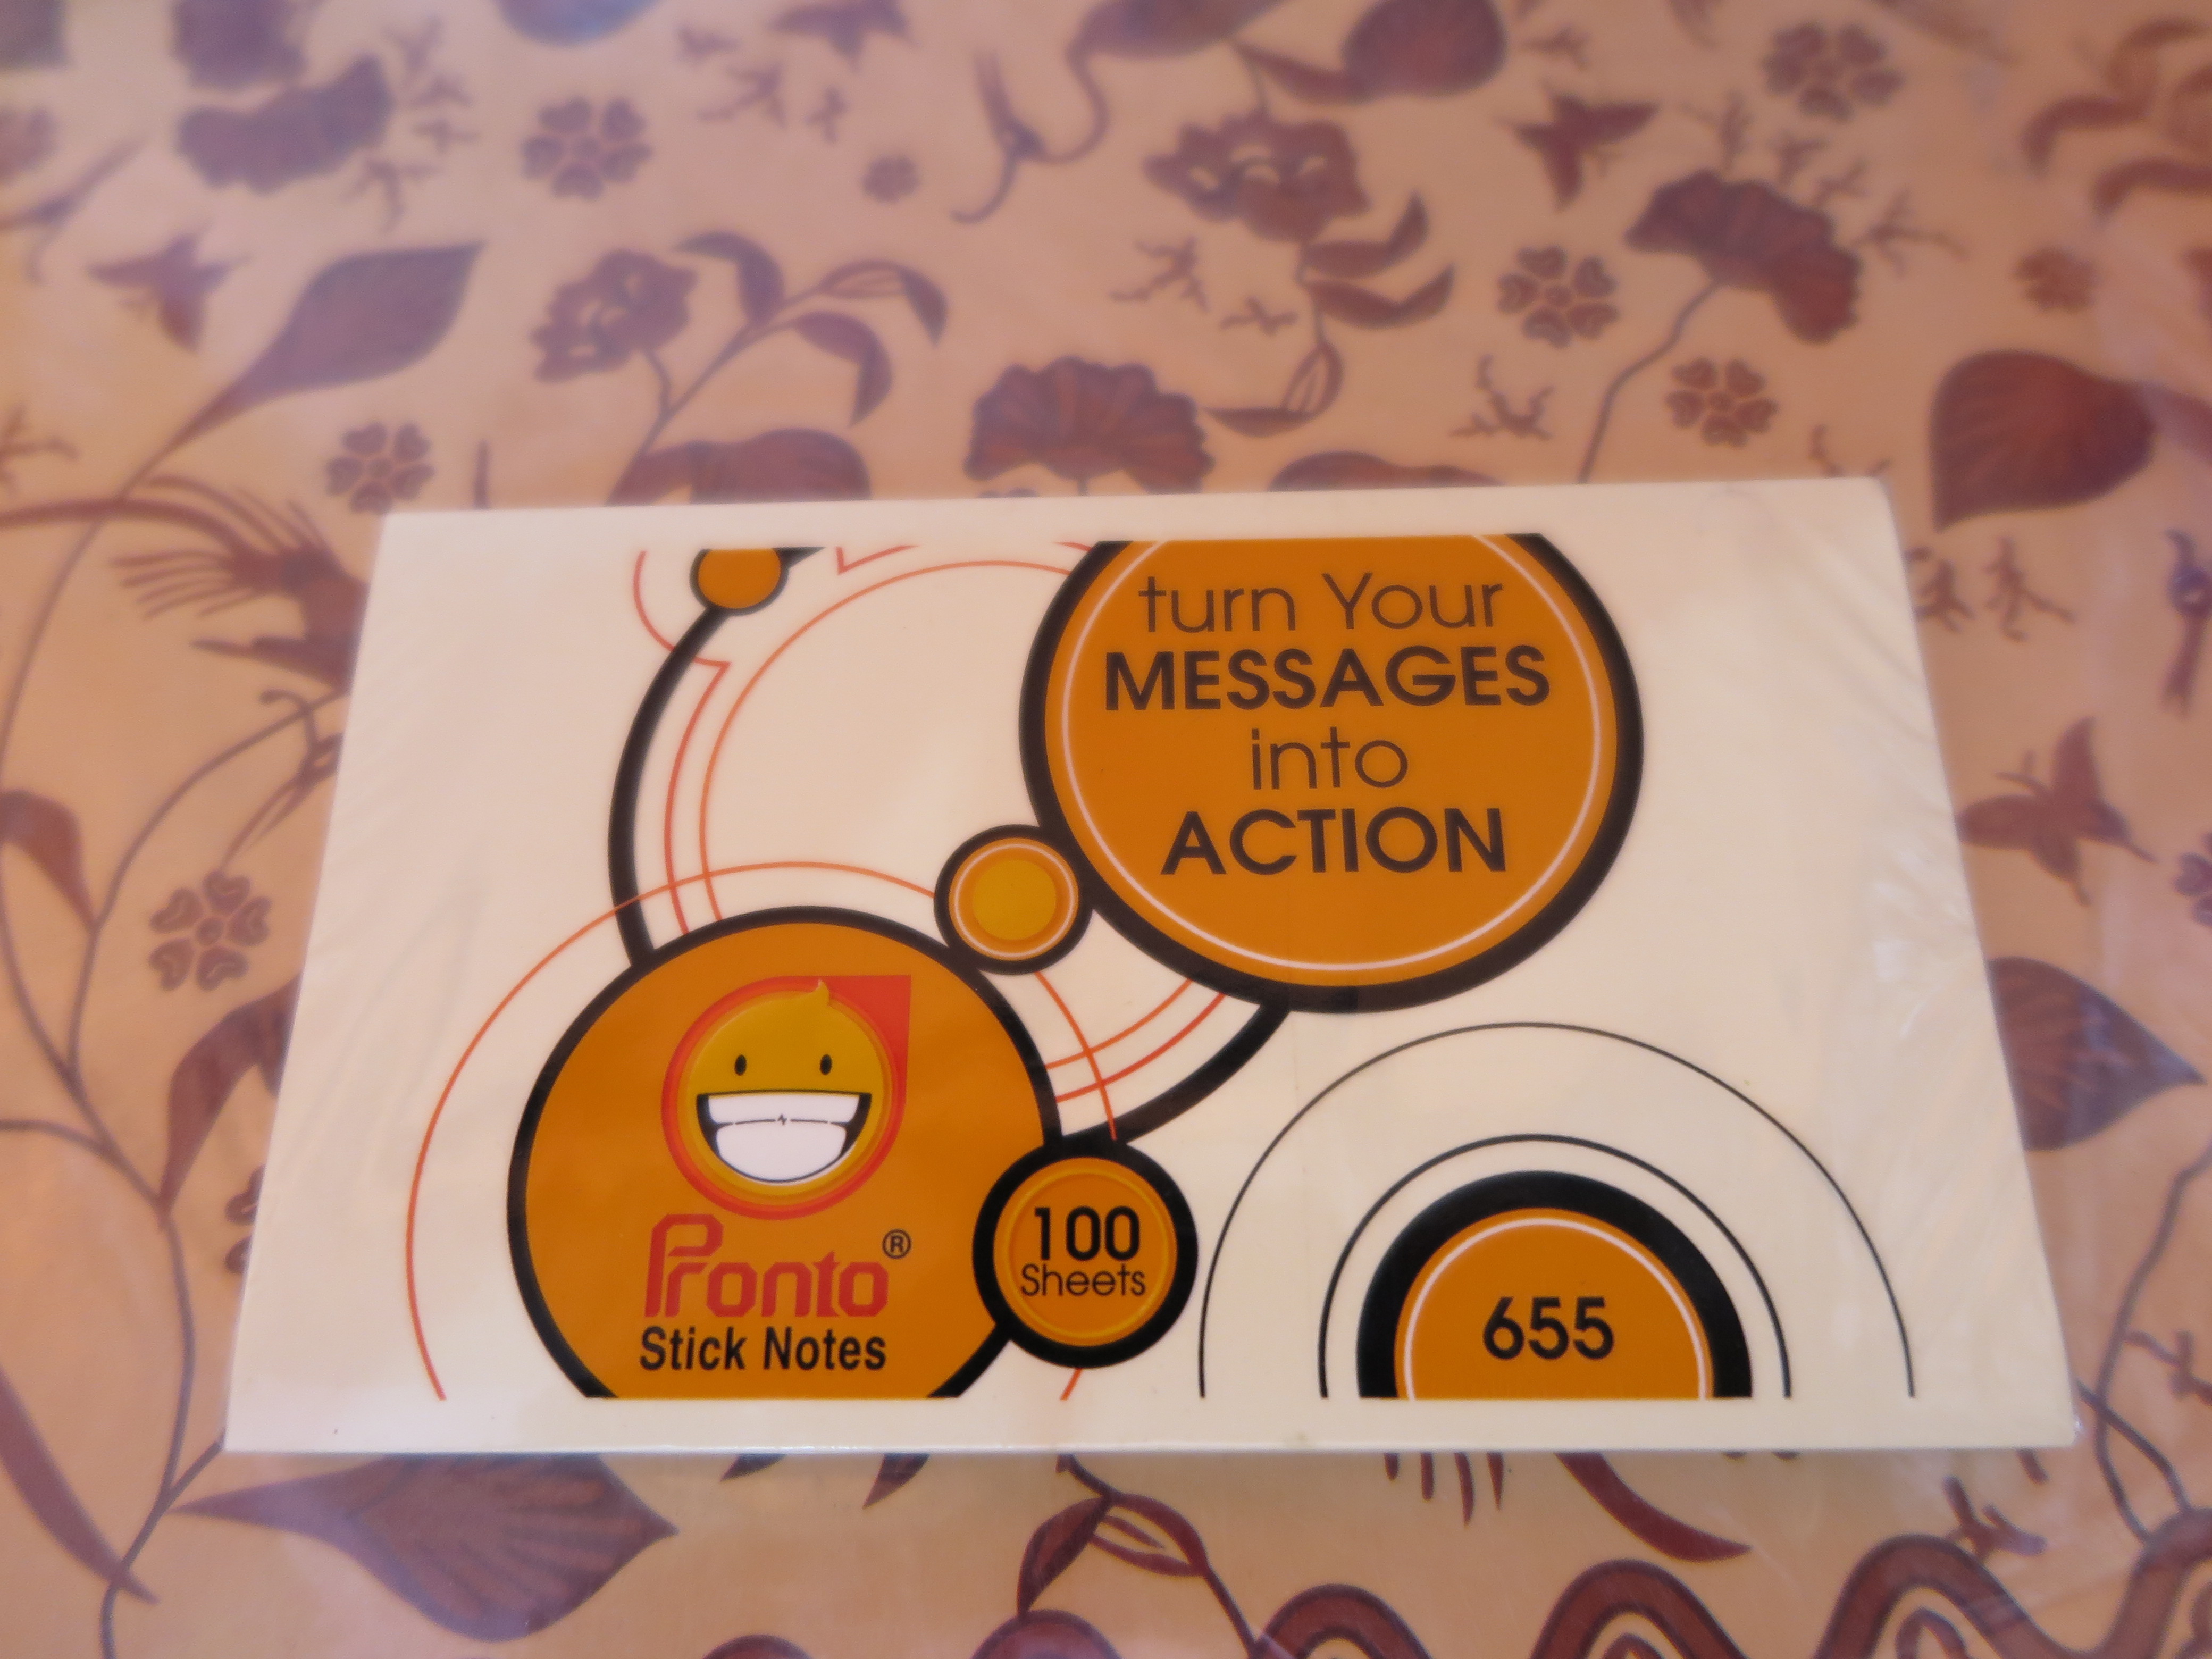 turn Your
MESSAGES
into
ACTION
Pronto®
Stick Notes
100
Sheets
655